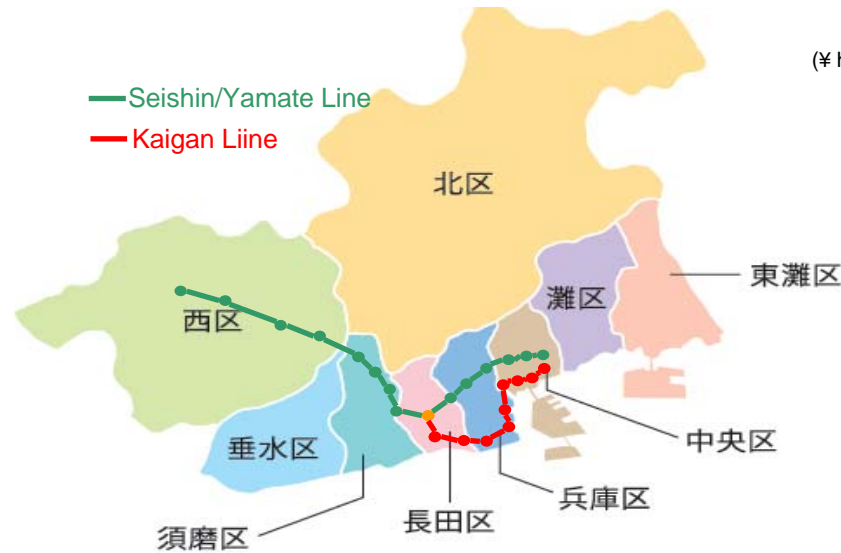 (¥ h
Seishin/Yamate Line
Kaigan Liine
北区
東灘区
灘区
西区
中央区
垂水区
兵庫区
長田区
須磨区